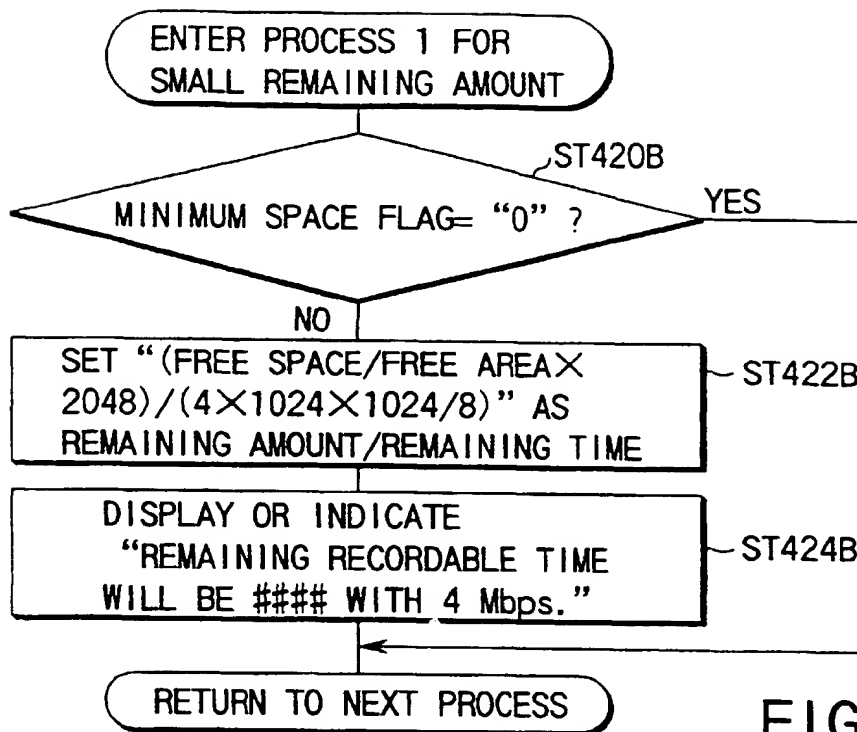 ENTER PROCESS 1 FOR
SMALL REMAINING AMOUNT
ST420B
MINIMUM SPACE FLAG= “0” ?
YES
NO
SET “(FREE SPACE/FREE AREA×
2048)/(4×1024×1024/8)” AS
REMAINING AMOUNT/REMAINING TIME
ST422B
DISPLAY OR INDICATE
“REMAINING RECORDABLE TIME
WILL BE #### WITH 4 Mbps.”
ST424B
RETURN TO NEXT PROCESS
FIG